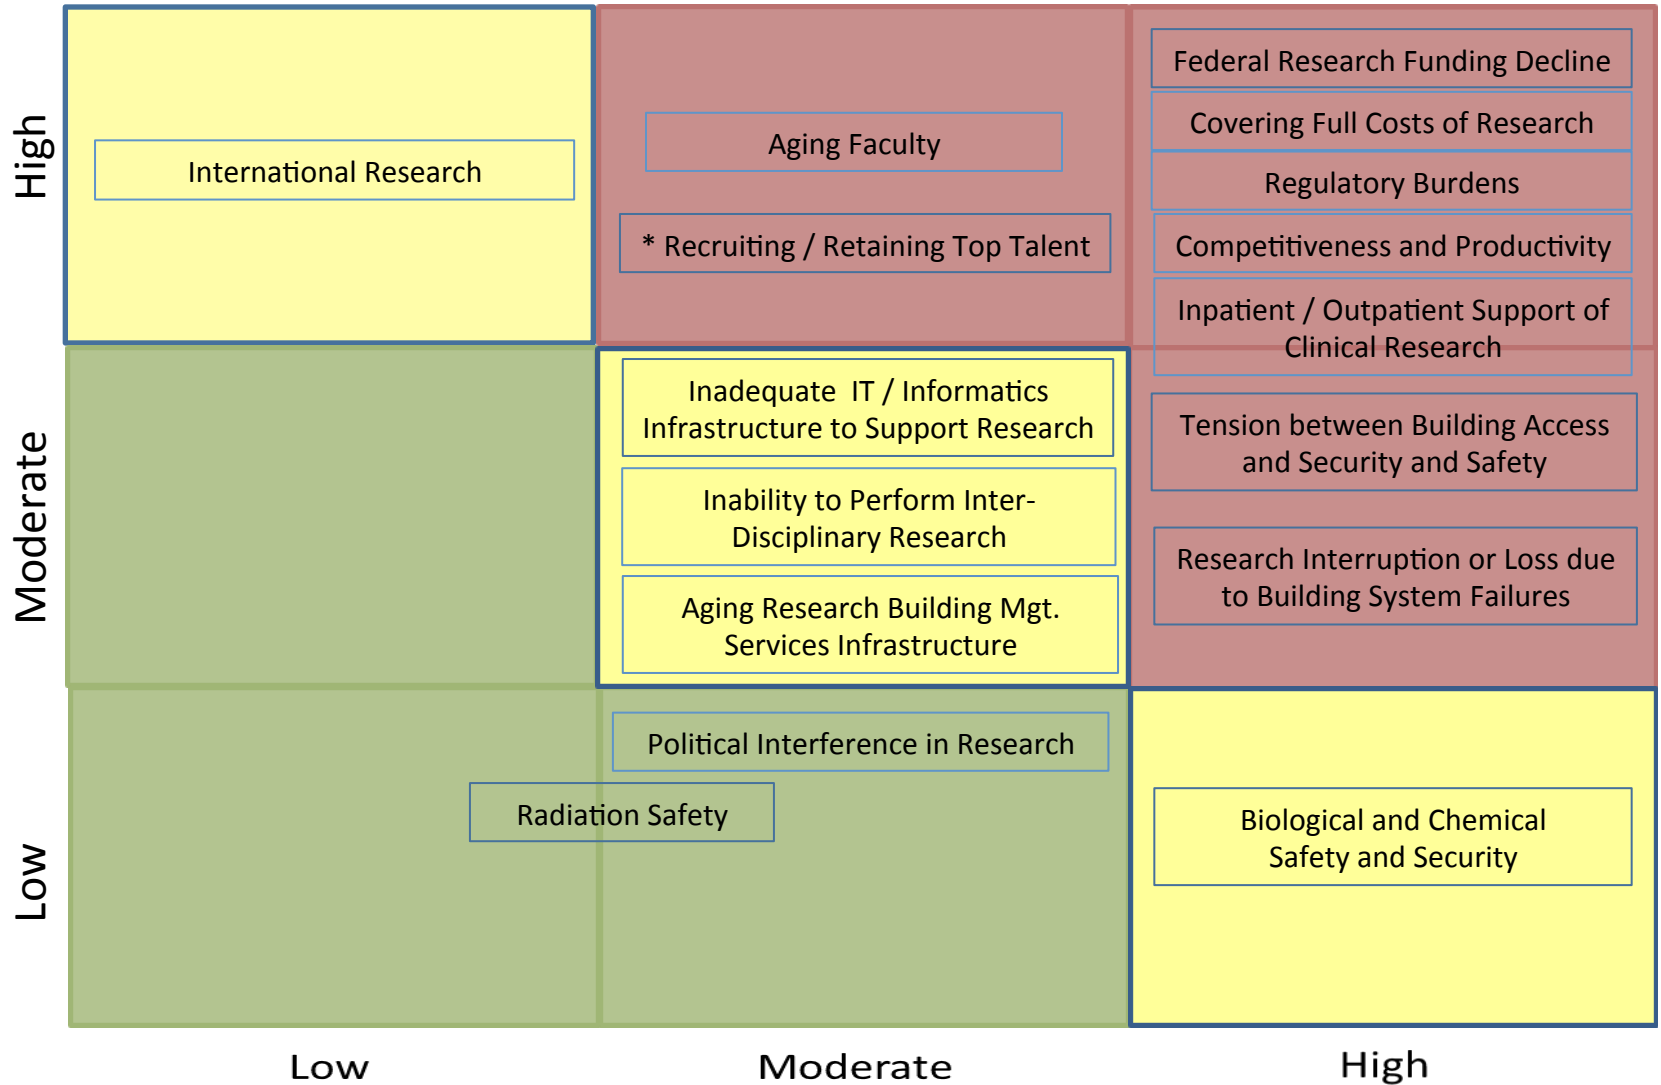 High
International Research
Aging Faculty
* Recruiting / Retaining Top Talent
Federal Research Funding Decline
Covering Full Costs of Research
Regulatory Burdens
Competitiveness and Productivity
Inpatient / Outpatient Support of
Clinical Research
Moderate
Inadequate  IT / Informatics
Infrastructure to Support Research
Inability to Perform Inter-
Disciplinary Research
Aging Research Building Mgt.
Services Infrastructure
Tension between Building Access
and Security and Safety
Research Interruption or Loss due
to Building System Failures
Low
Political Interference in Research
Radiation Safety
Biological and Chemical
Safety and Security
Low
Moderate
High